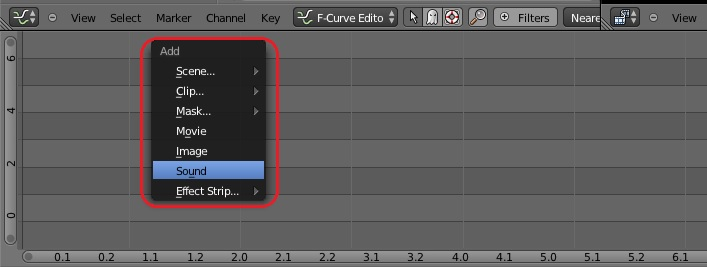 View Select Marker Channel Key F-Curve Edito Filters Neare View
Add
Scene...
Clip...
Mask...
Movie
Image
Sound
Effect Strip...
6
4
2
0
0.1 0.2 1.1 1.2 2.0 2.1 2.2 3.1 3.2 4.0 4.1 5.0 5.1 5.2 6.1